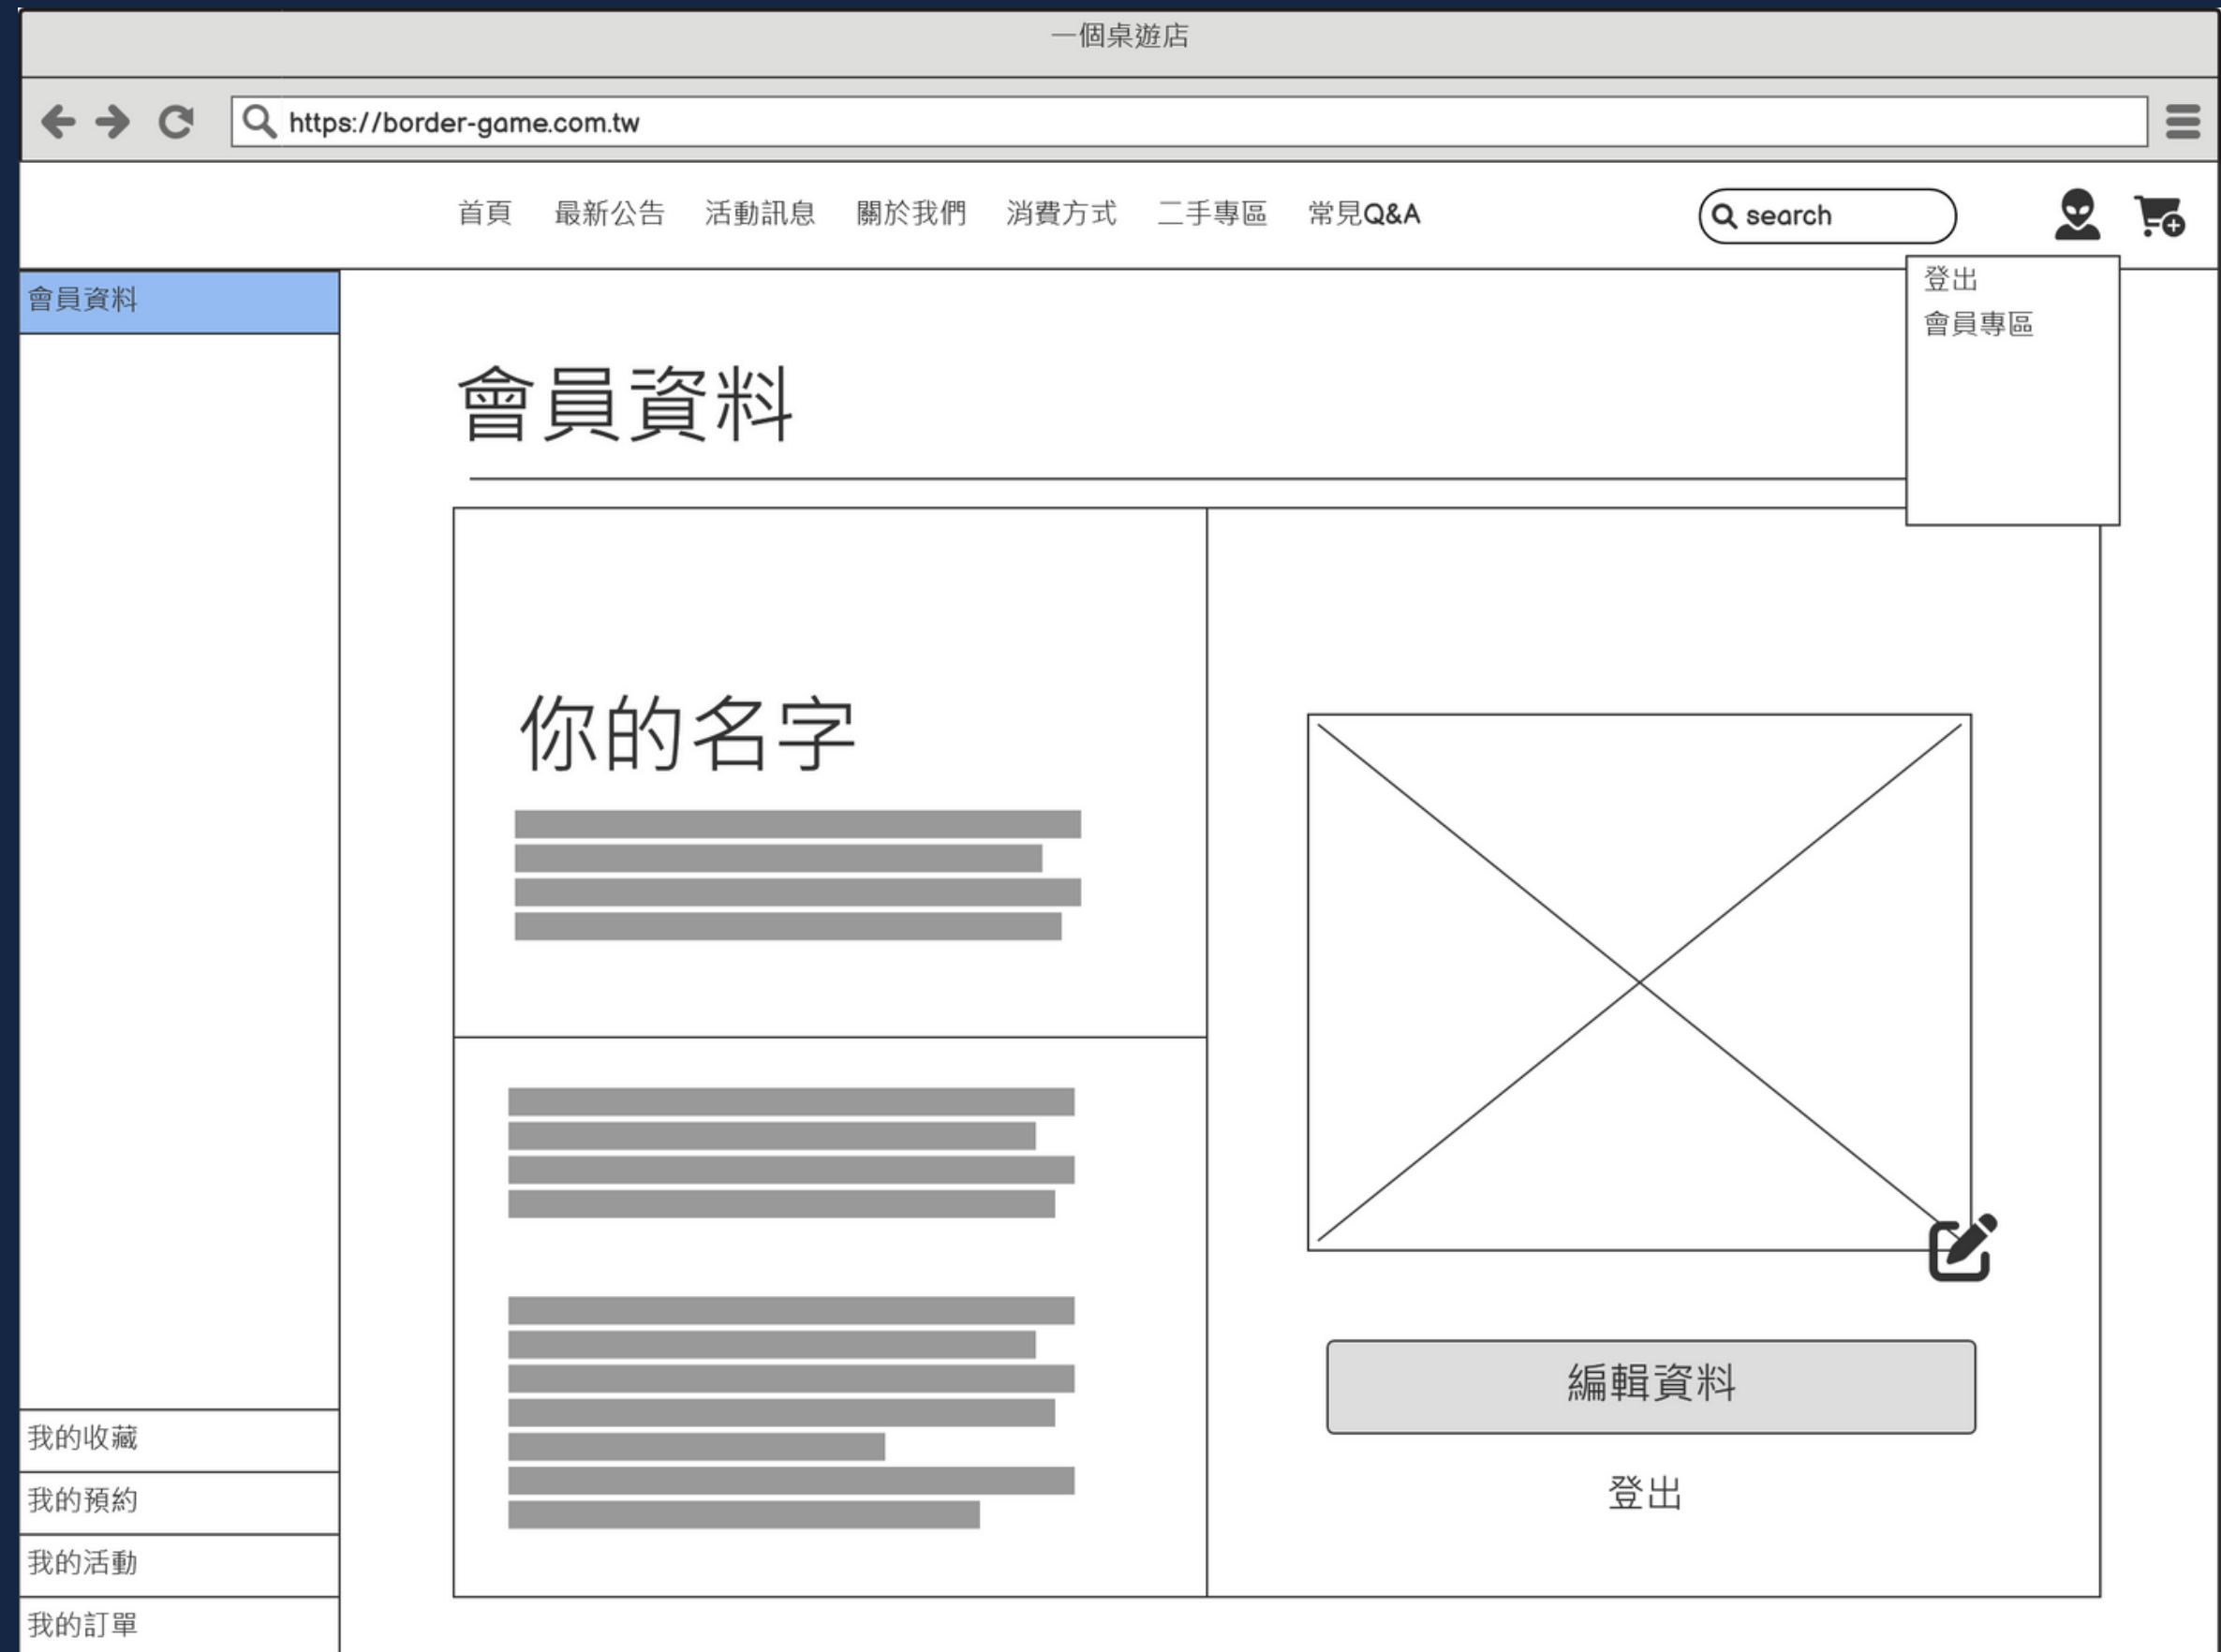 一個桌遊店
https://border-game.com.tw
首頁 最新公告 活動訊息 關於我們 消費方式 二手專區 常見Q&A search
登出
會員專區
會員資料
會員資料
你的名字
編輯資料
登出
我的收藏
我的預約
我的活動
我的訂單